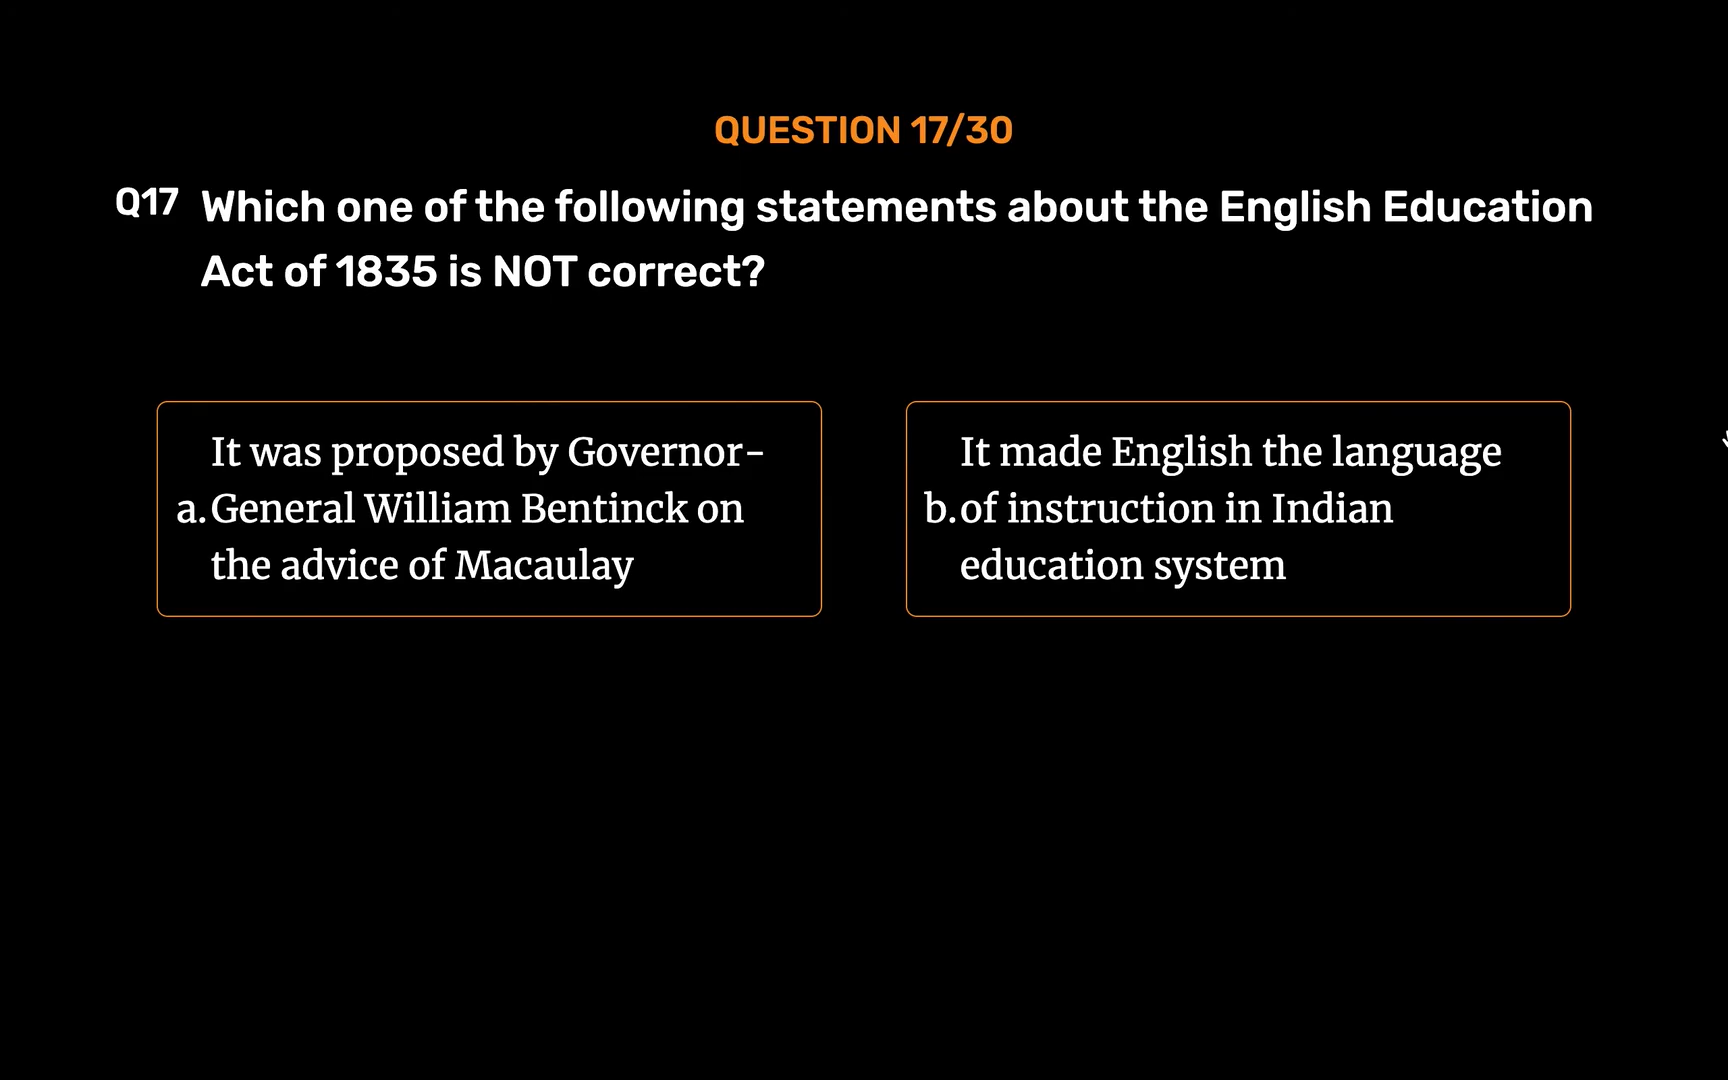 QUESTION 17/30
Q17 Which one of the following statements about the English Education
Act of 1835 is NOT correct?
It was proposed by Governor-
a. General William Bentinck on
the advice of Macaulay
It made English the language
b. of instruction in Indian
education system